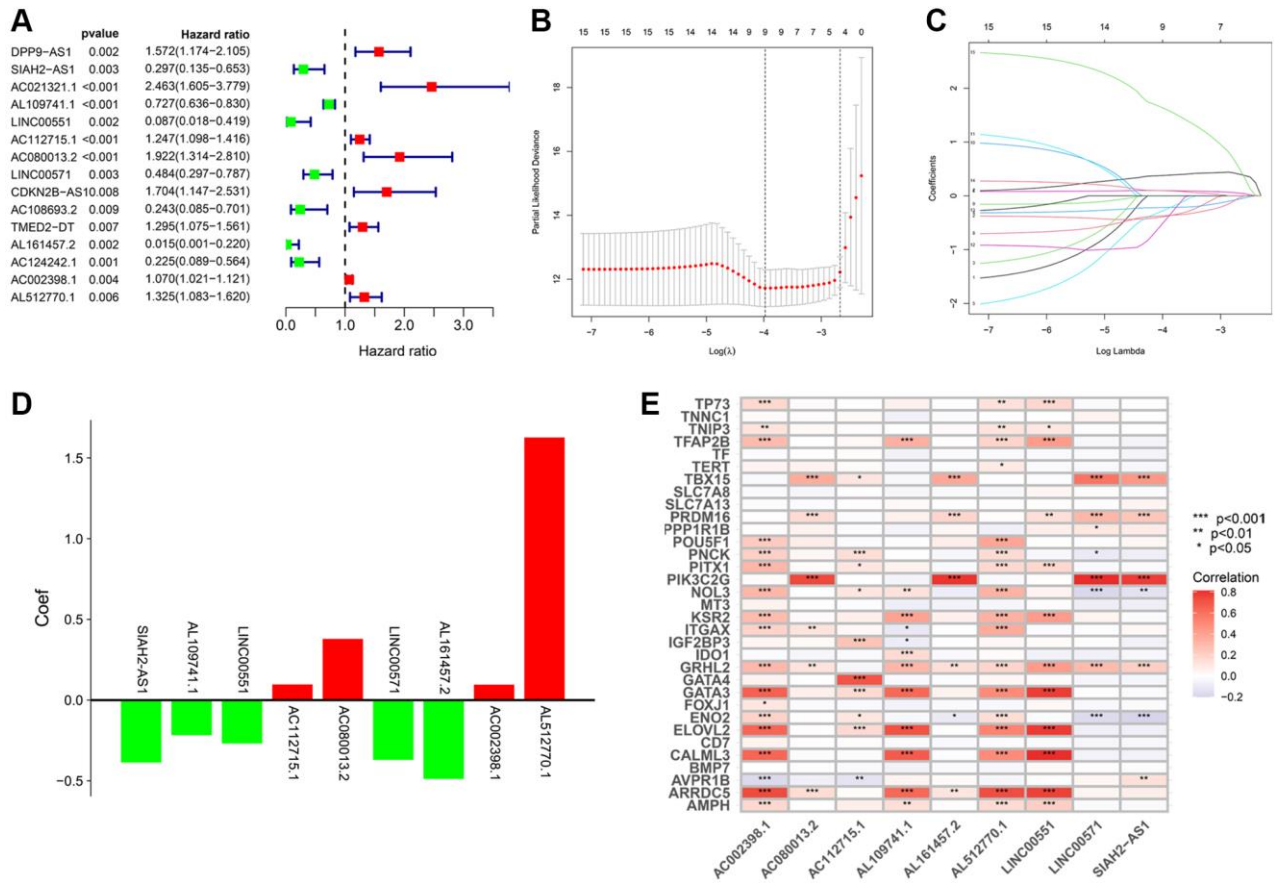 A
pvalue Hazard ratio
DPP9−AS1 0.002 1.572(1.174−2.105)
SIAH2−AS1 0.003 0.297(0.135−0.653)
AC021321.1 <0.001 2.463(1.605−3.779)
AL109741.1 <0.001 0.727(0.636−0.830)
LINC00551 0.002 0.087(0.018−0.419)
AC112715.1 <0.001 1.247(1.098−1.416)
AC080013.2 <0.001 1.922(1.314−2.810)
LINC00571 0.003 0.484(0.297−0.787)
CDKN2B−AS10.008 1.704(1.147−2.531)
AC108693.2 0.009 0.243(0.085−0.701)
TMED2−DT 0.007 1.295(1.075−1.561)
AL161457.2 0.002 0.015(0.001−0.220)
AC124242.1 0.001 0.225(0.089−0.564)
AC002398.1 0.004 1.070(1.021−1.121)
AL512770.1 0.006 1.325(1.083−1.620)
0.0 1.0 2.0 3.0
Hazard ratio
B
15 15 15 15 15 14 14 14 9 9 7 7 5 4 0
Partial Likelihood Deviance
18
16
14
12
−7 −6 −5 −4 −3
Log(λ)
C
15 15 14 9 7
Coefficients
2
1
0
−1
−2
−7 −6 −5 −4 −3
Log Lambda
D
Coef
1.5
1.0
0.5
0.0
−0.5
SIAH2−AS1
AL109741.1
LINC00551
AC112715.1
AC080013.2
LINC00571
AL161457.2
AC002398.1
AL512770.1
E
TP73 *** ** ***
TNNC1
TNIP3 ** ** *
TFAP2B *** *** *** ***
TF
TERT *
TBX15 *** * *** *** ***
SLC7A8
SLC7A13
PRDM16 *** *** ** *** ***
PPP1R1B *
POU5F1 *** ***
PNCK *** *** *** *
PITX1 *** * *** ***
PIK3C2G *** *** *** ***
NOL3 *** * ** *** *** **
MT3
KSR2 *** *** *** ***
ITGAX *** ** * ***
IGF2BP3 *** *
IDO1 ***
GRHL2 *** ** *** ** *** *** *** ***
GATA4 ***
GATA3 *** *** *** *** ***
FOXJ1 *
ENO2 *** * * *** *** ***
ELOVL2 *** *** *** *** ***
CD7
CALML3 *** *** *** ***
BMP7
AVPR1B *** ** **
ARRDC5 *** *** *** ** *** ***
AMPH *** ** *** ***
AC002398.1
AC080013.2
AC112715.1
AL109741.1
AL161457.2
AL512770.1
LINC00551
LINC00571
SIAH2−AS1
*** p<0.001
** p<0.01
* p<0.05
Correlation
0.8
0.6
0.4
0.2
0.0
−0.2